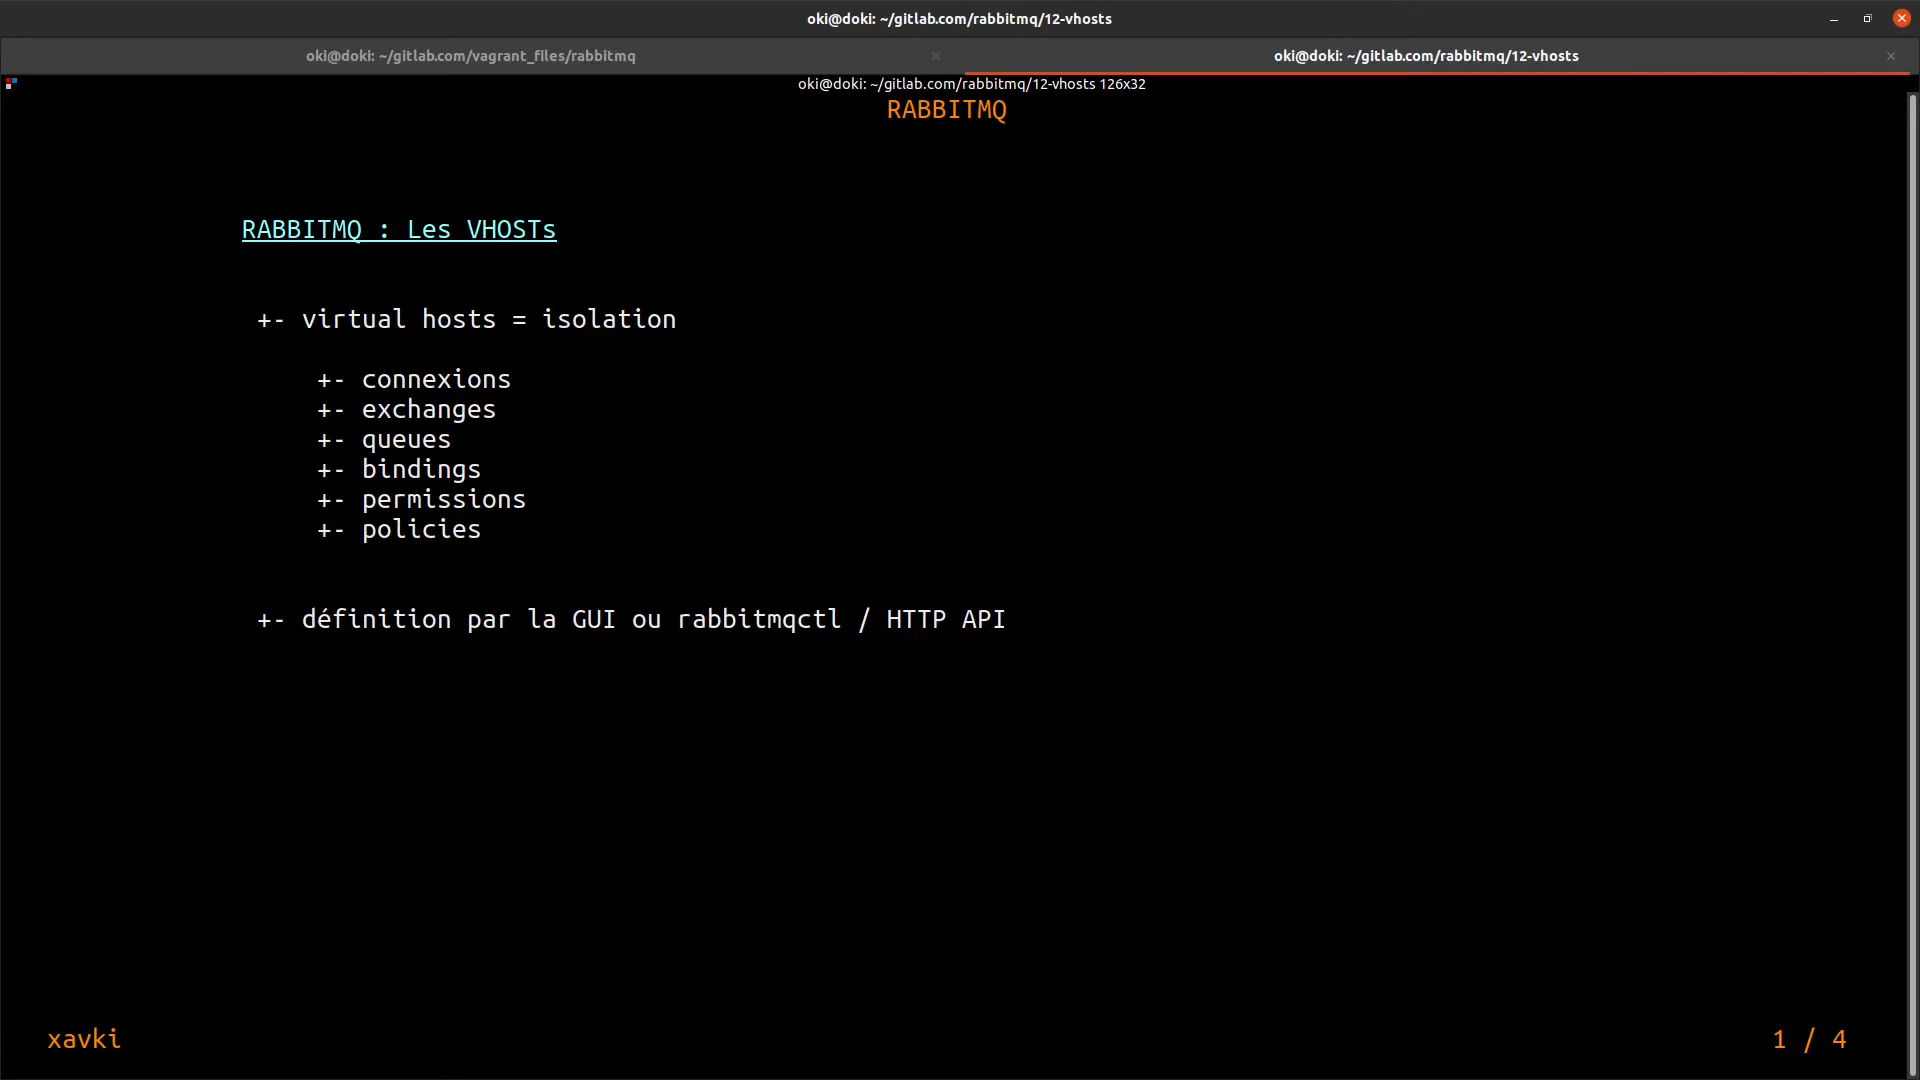 oki@doki: ~/gitlab.com/rabbitmq/12-vhosts
oki@doki: ~/gitlab.com/vagrant_files/rabbitmq
oki@doki: ~/gitlab.com/rabbitmq/12-vhosts
oki@doki: ~/gitlab.com/rabbitmq/12-vhosts 126x32
RABBITMQ
RABBITMQ : Les VHOSTs
+- virtual hosts = isolation
+- connexions
+- exchanges
+- queues
+- bindings
+- permissions
+- policies
+- définition par la GUI ou rabbitmqctl / HTTP API
xavki
1 / 4